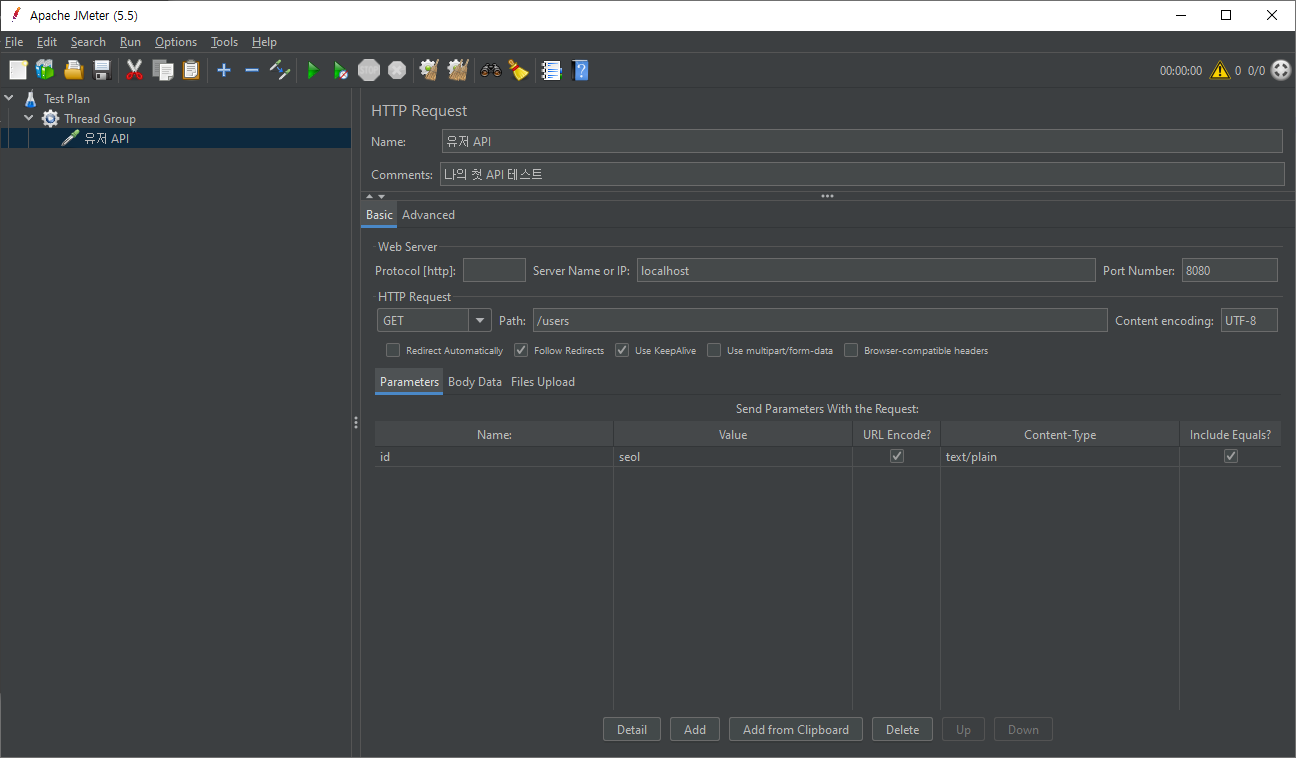 Apache JMeter (5.5)
File Edit Search Run Options Tools Help
STOP 00:00:00 0 0/0
Test Plan
Thread Group
유저 API
HTTP Request
Name: 유저 API
Comments: 나의 첫 API 테스트
Basic Advanced
Web Server
Protocol [http]: Server Name or IP: localhost Port Number: 8080
HTTP Request
GET Path: /users Content encoding: UTF-8
Redirect Automatically Follow Redirects Use KeepAlive Use multipart/form-data Browser-compatible headers
Parameters Body Data Files Upload
Send Parameters With the Request:
Name: Value URL Encode? Content-Type Include Equals?
id seol text/plain
Detail Add Add from Clipboard Delete Up Down